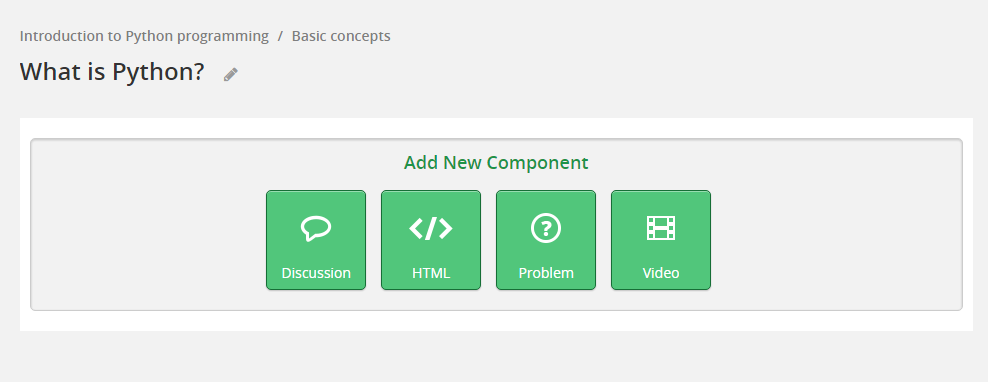 Introduction to Python programming / Basic concepts
What is Python?
Add New Component
Discussion HTML Problem Video